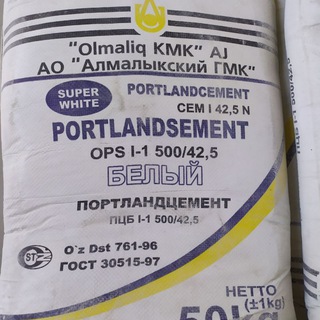 "Olmaliq KMK" AJ
АО "Алмалыкский ГМК"
SUPER WHITE
PORTLANDCEMENT
CEM I 42,5 N
PORTLANDSEMENT
OPS I-1 500/42,5
БЕЛЫЙ
ПОРТЛАНДЦЕМЕНТ
ПЦБ I-1 500/42,5
O'z Dst 761-96
ГОСТ 30515-97
НЕТТО
(±1kg)
50kg